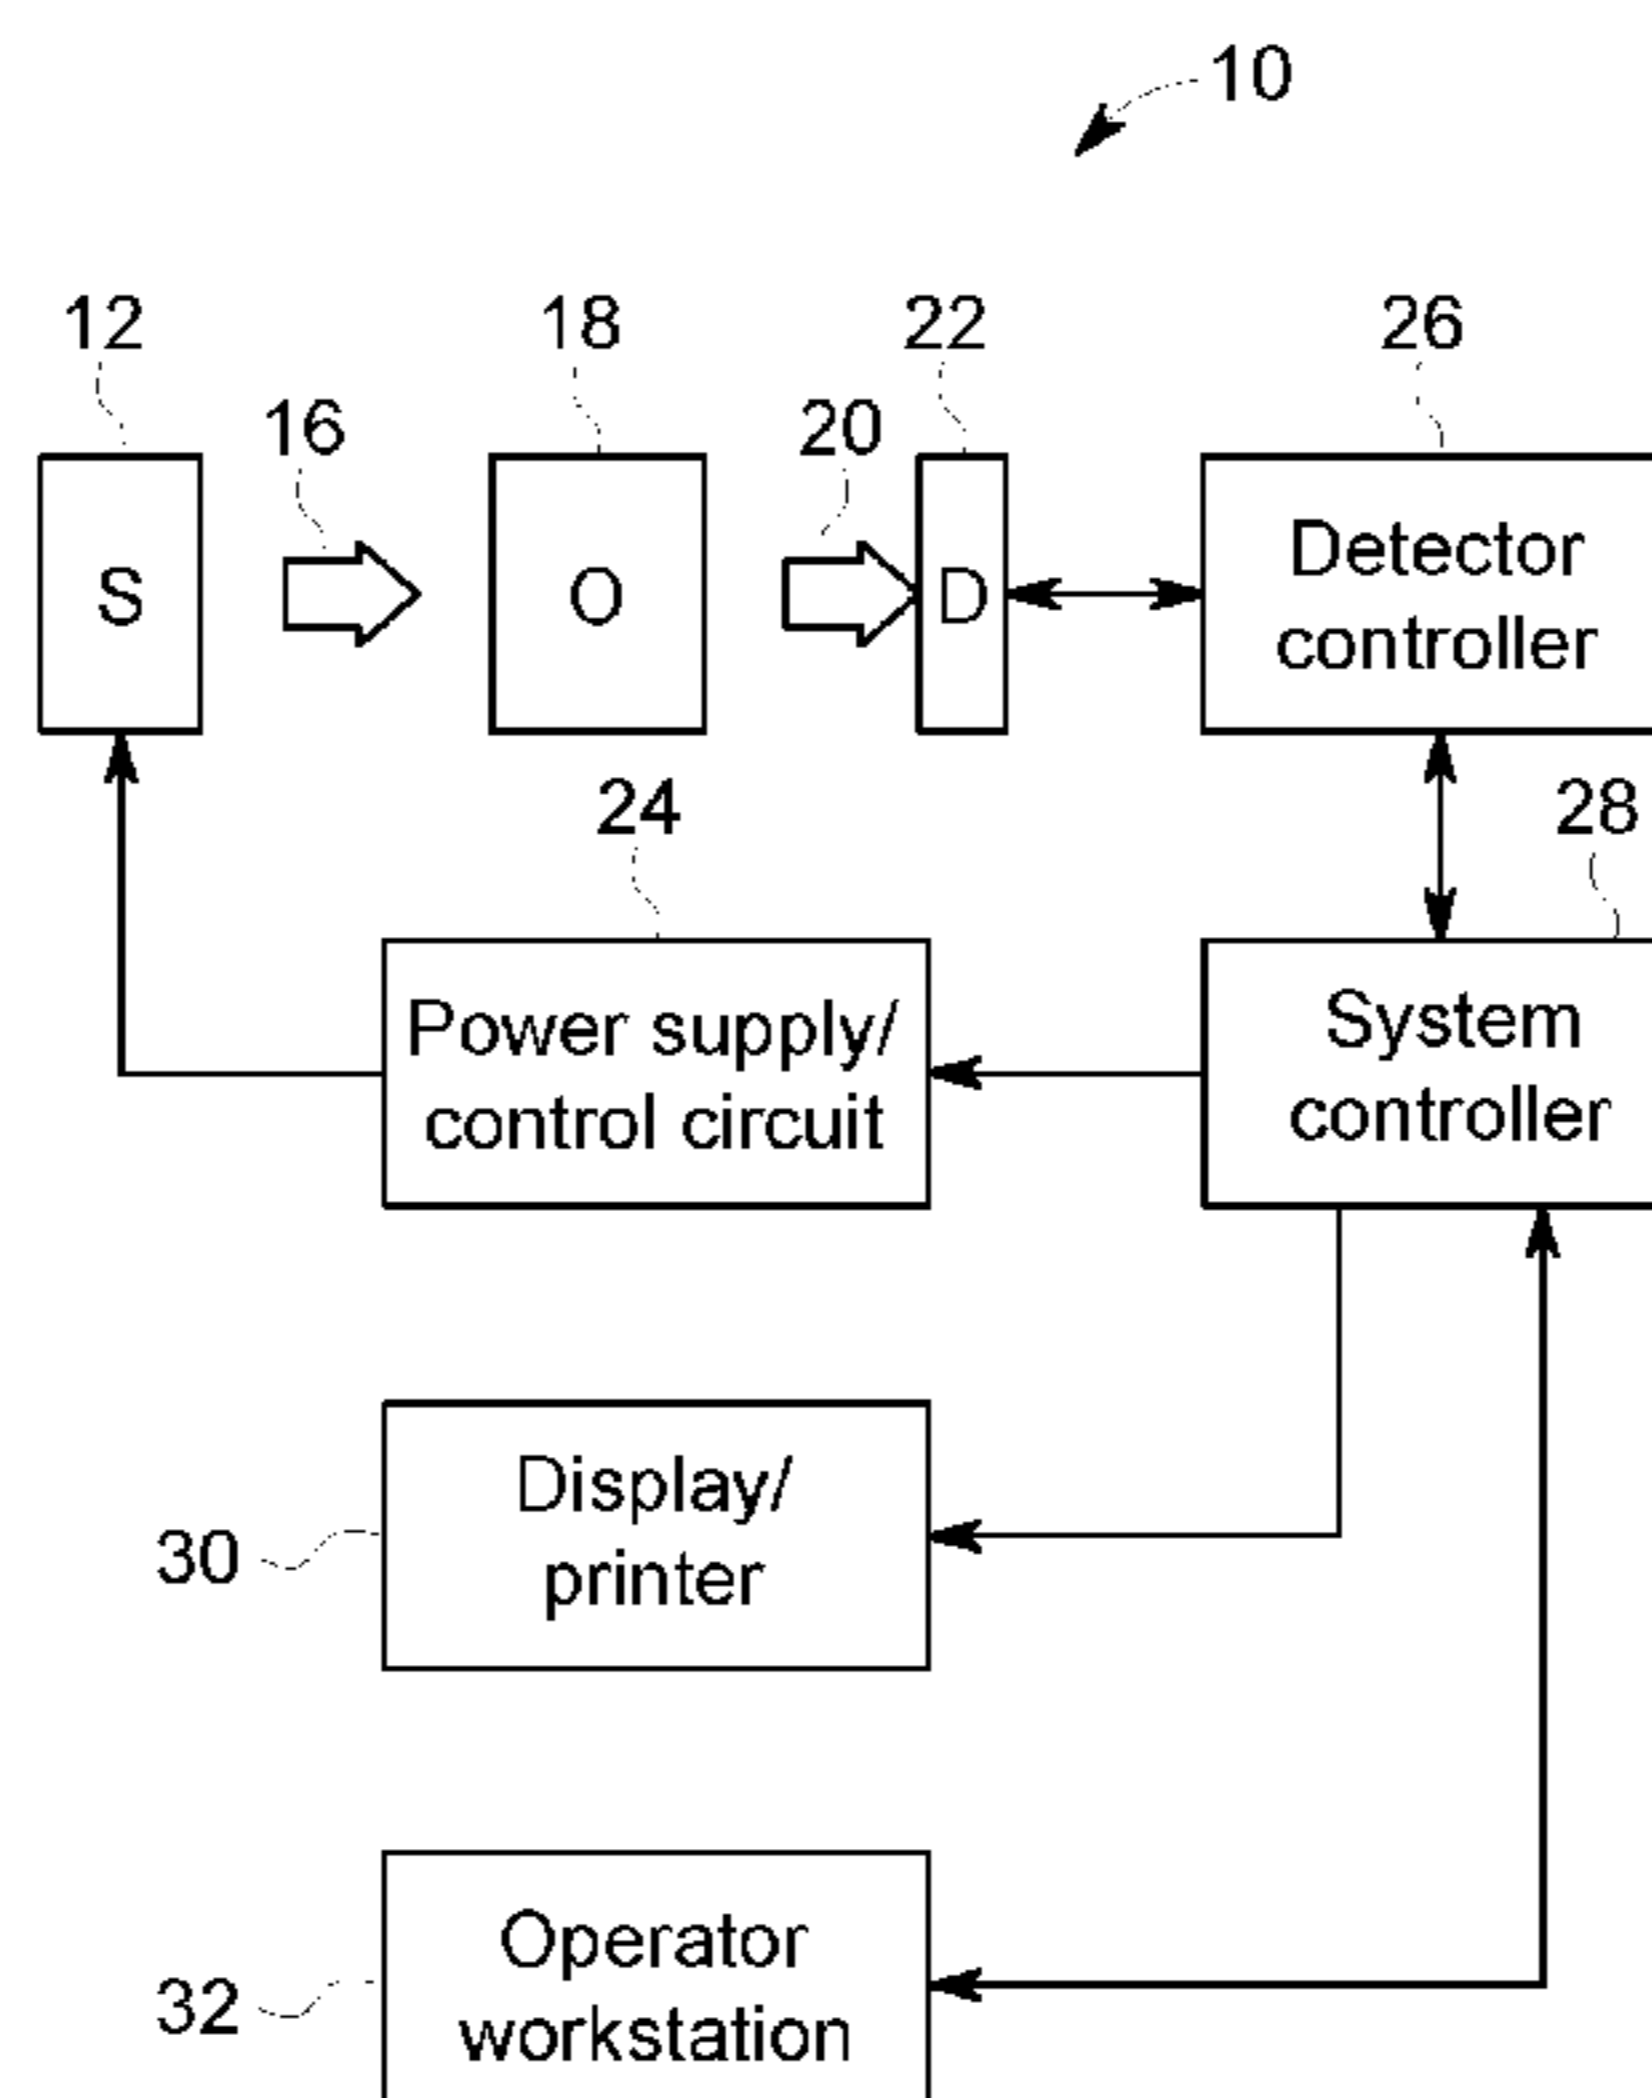 10
12
18
22
26
16
20
S
O
D
Detector
controller
24
28
Power supply/
control circuit
System
controller
Display/
printer
30
Operator
workstation
32